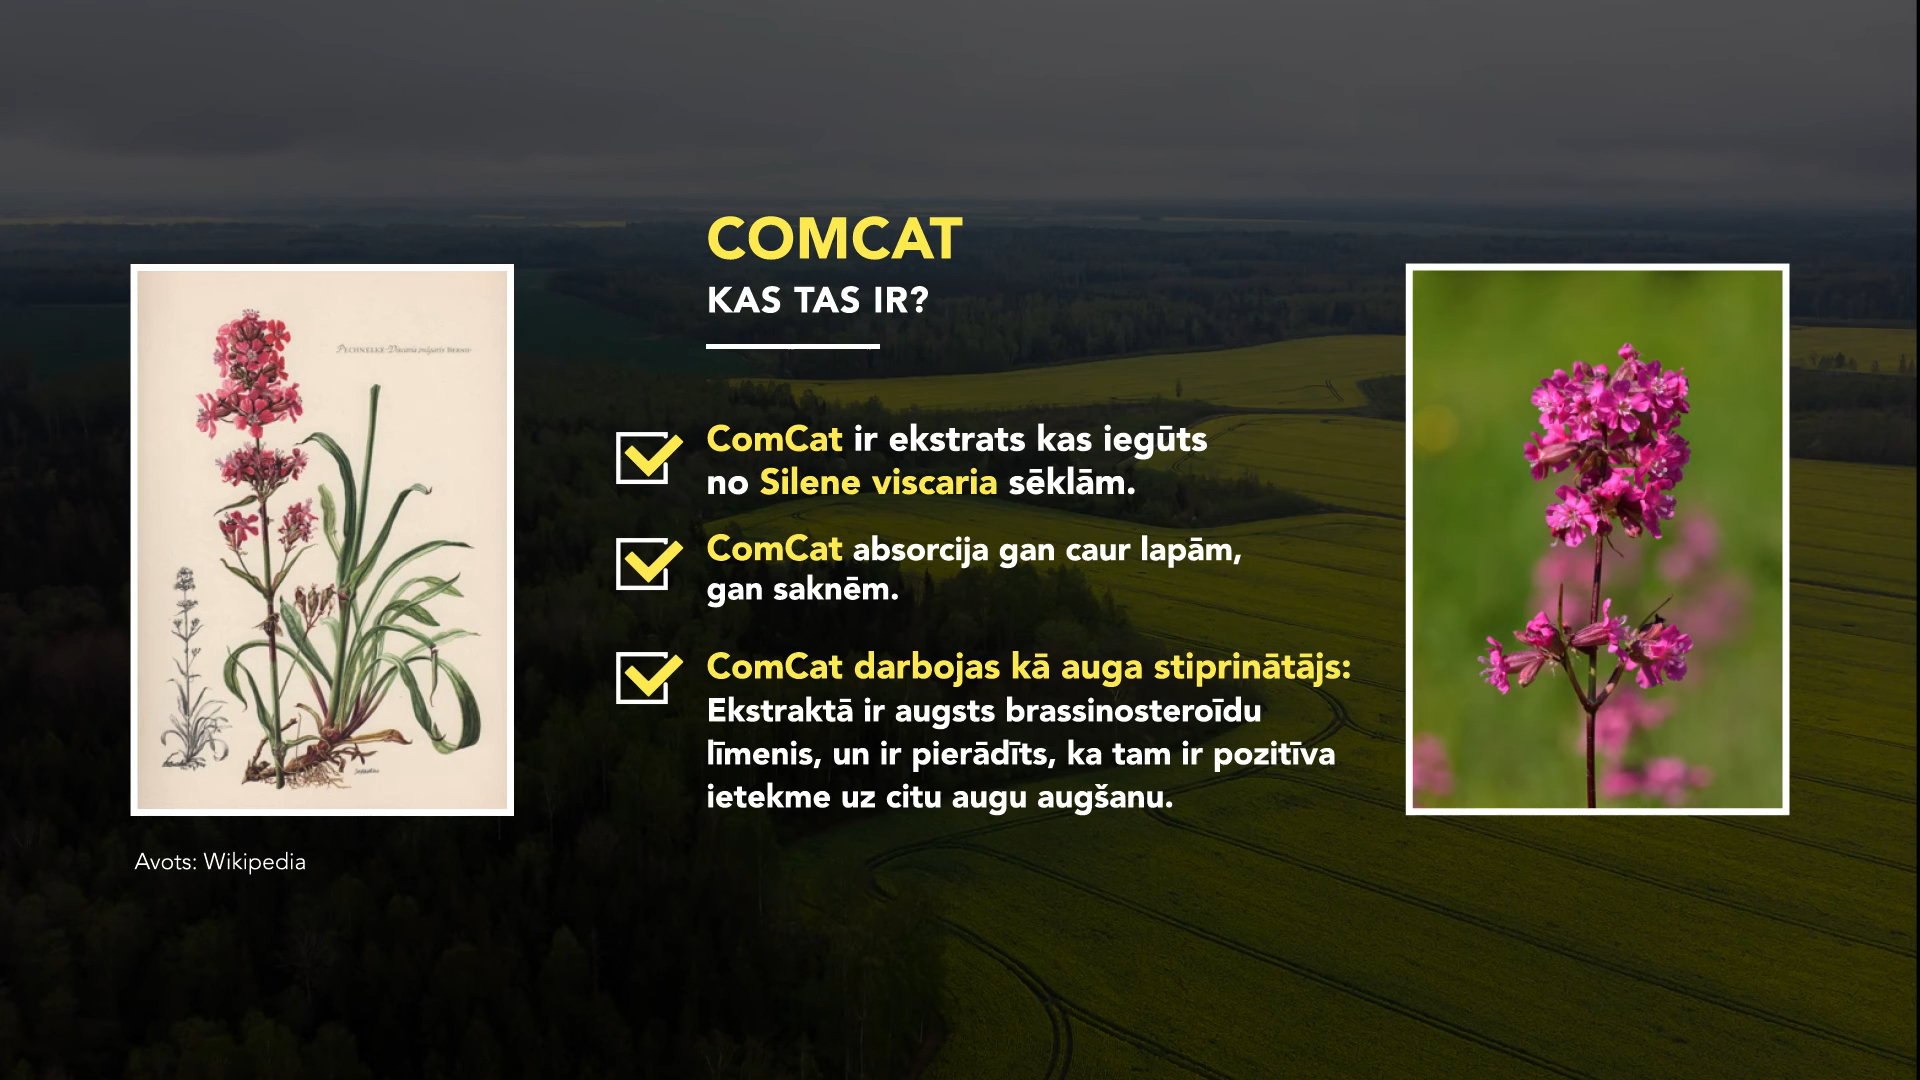 COMCAT
KAS TAS IR?
ComCat ir ekstrats kas iegūts
no Silene viscaria sēklām.
ComCat absorcija gan caur lapām,
gan saknēm.
ComCat darbojas kā auga stiprinātājs:
Ekstraktā ir augsts brassinosteroīdu
līmenis, un ir pierādīts, ka tam ir pozitīva
ietekme uz citu augu augšanu.
Avots: Wikipedia